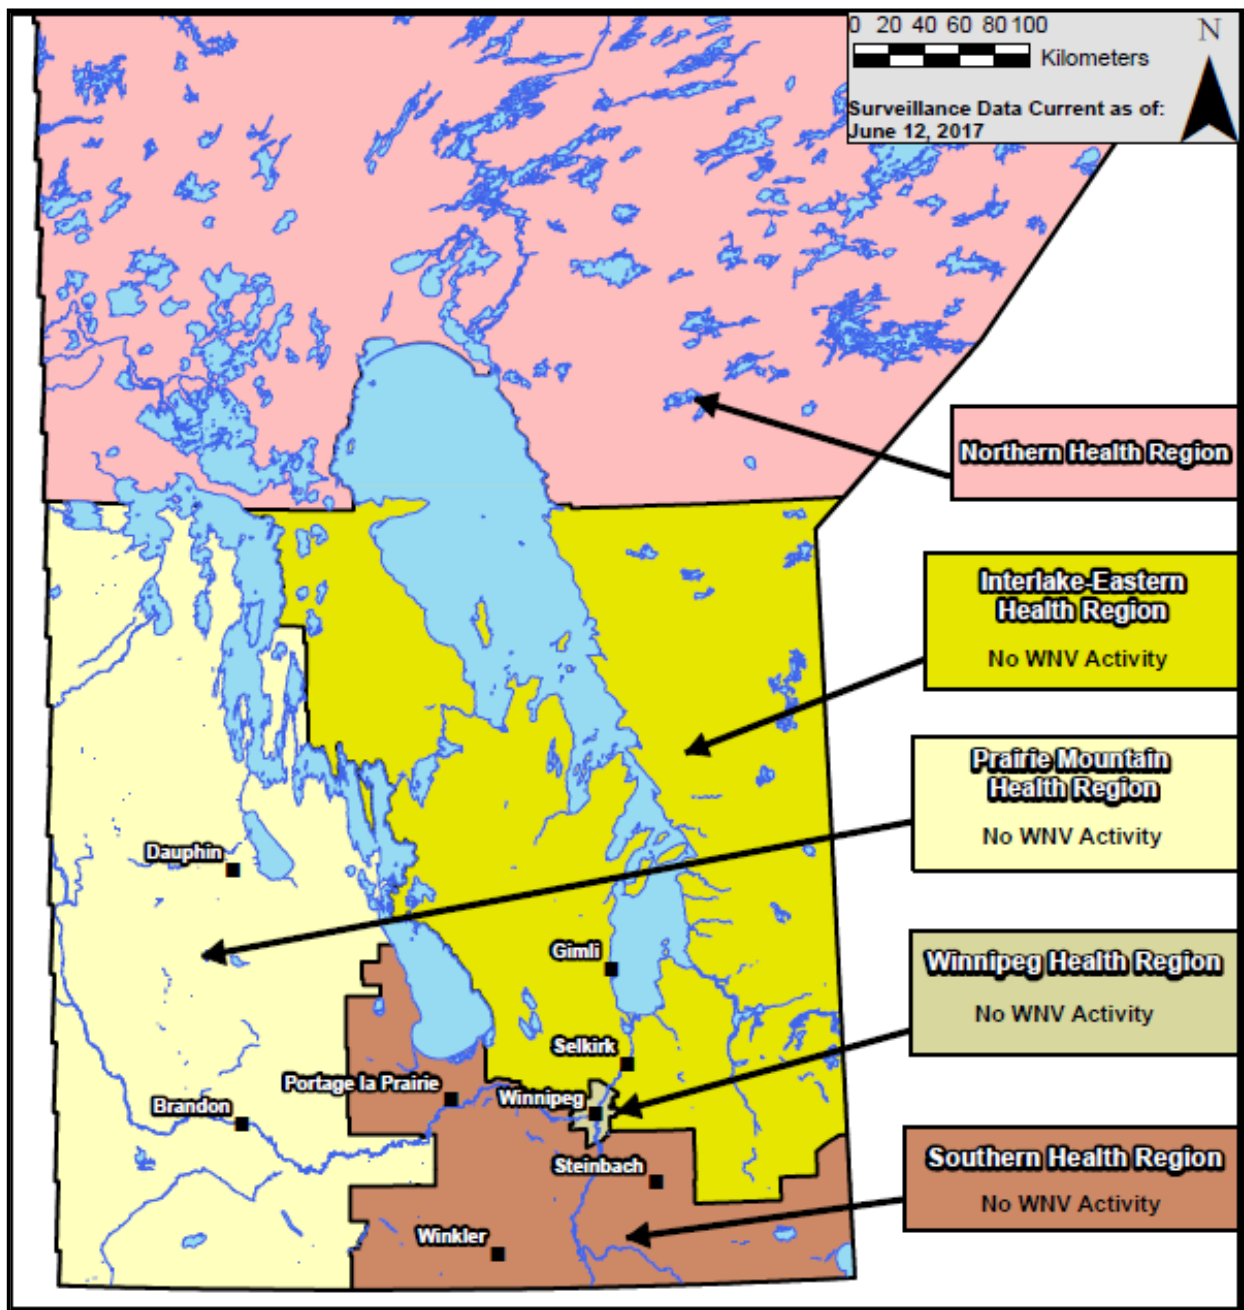 0 20 40 60 80 100
Kilometers
N
Surveillance Data Current as of:
June 12, 2017
Northern Health Region
Interlake-Eastern
Health Region
No WNV Activity
Prairie Mountain
Health Region
No WNV Activity
Dauphin
Gimli
Winnipeg Health Region
No WNV Activity
Selkirk
Portage la Prairie
Winnipeg
Brandon
Steinbach
Southern Health Region
No WNV Activity
Winkler